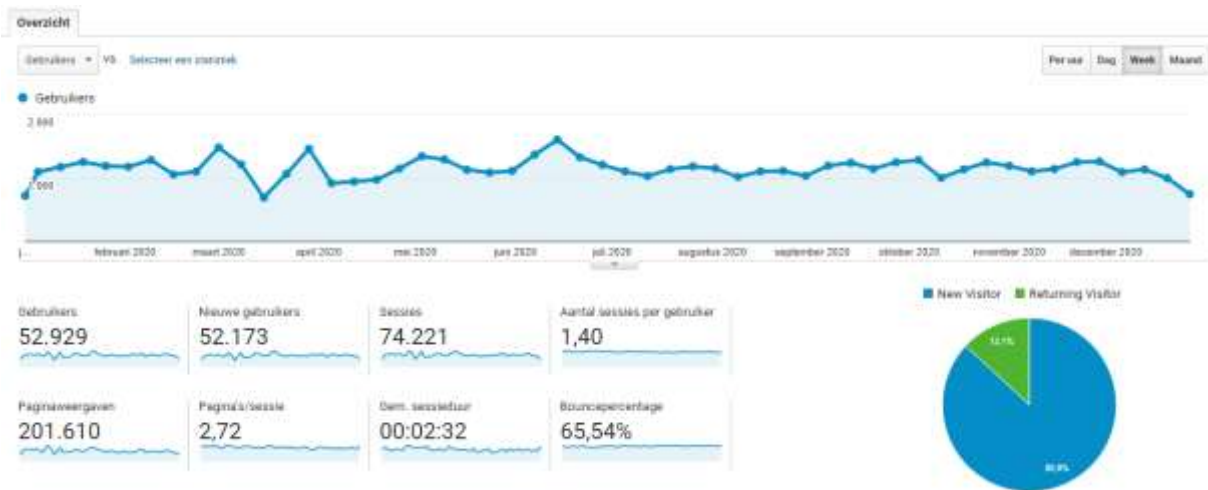 Overzicht
Gebruikers VS. Selecteer een statistiek
Per uur Dag Week Maand
Gebruikers
2.000
1.000
j...
februari 2020 maart 2020 april 2020 mei 2020 juni 2020 juli 2020 augustus 2020 september 2020 oktober 2020 november 2020 december 2020
New Visitor Returning Visitor
Gebruikers Nieuwe gebruikers Sessies Aantal sessies per gebruiker
52.929 52.173 74.221 1,40
Paginaweergaven Pagina's/sessie Gem. sessieduur Bouncepercentage
201.610 2,72 00:02:32 65,54%